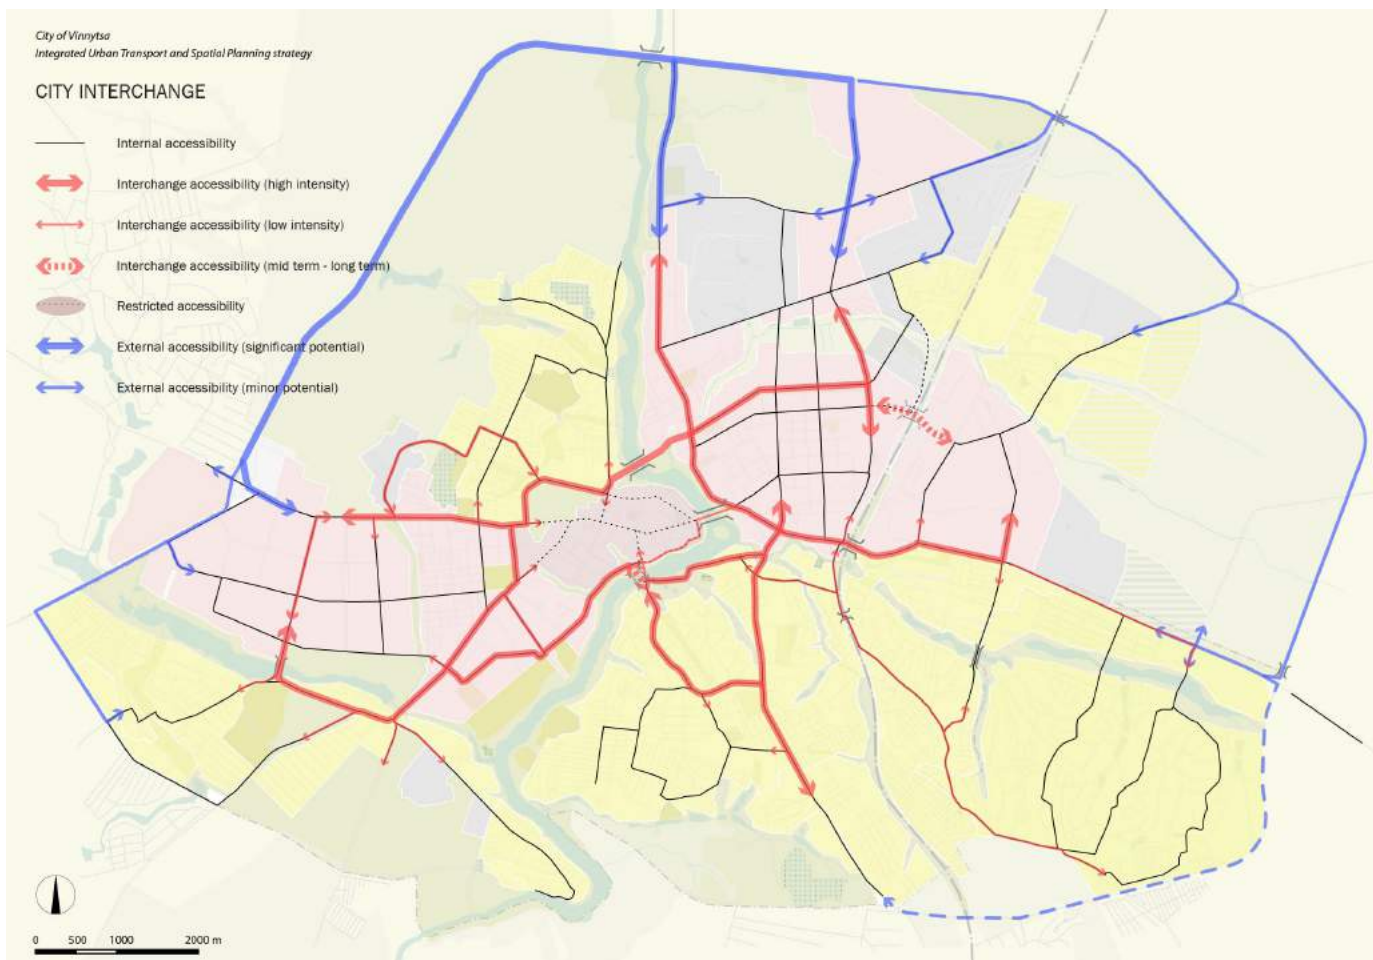 City of Vinnytsa
Integrated Urban Transport and Spatial Planning strategy
CITY INTERCHANGE
Internal accessibility
Interchange accessibility (high intensity)
Interchange accessibility (low intensity)
Interchange accessibility (mid term - long term)
Restricted accessibility
External accessibility (significant potential)
External accessibility (minor potential)
0 500 1000 2000 m